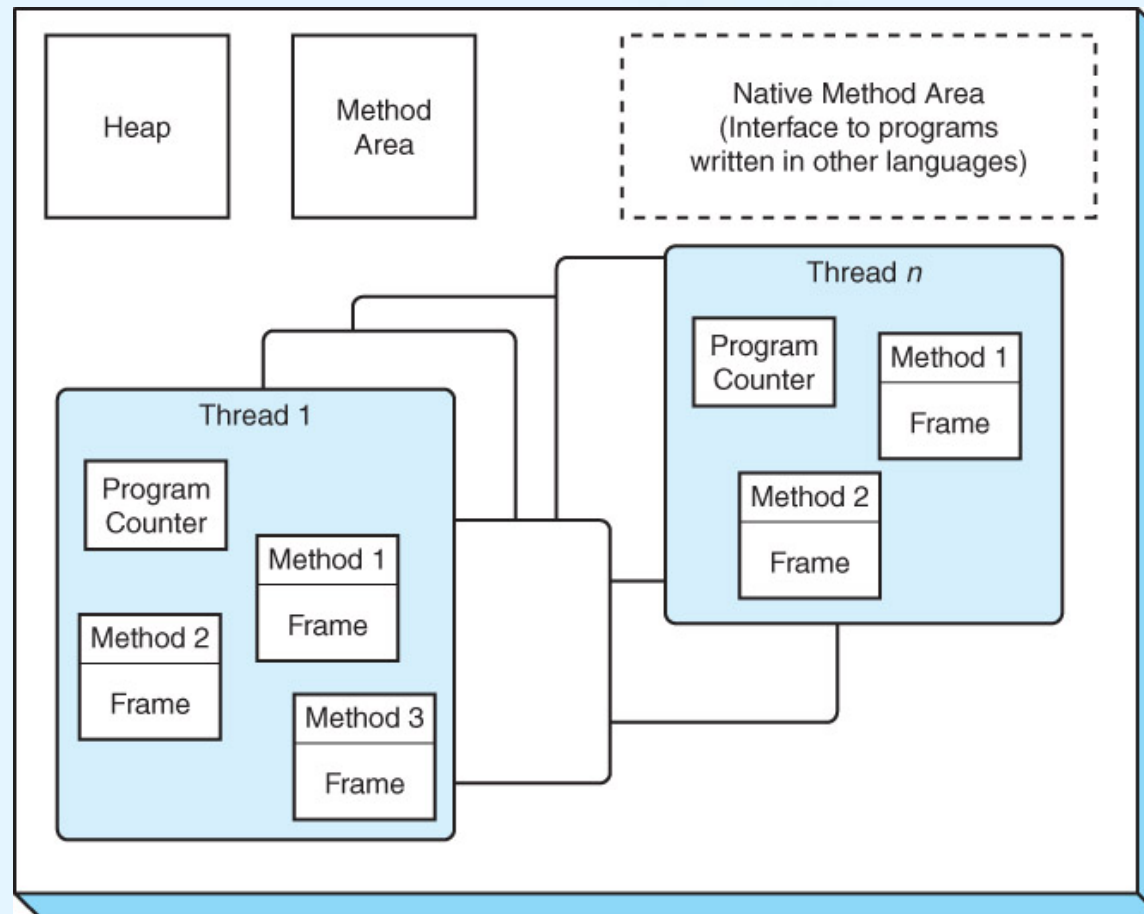 Heap
Method
Area
Native Method Area
(Interface to programs
written in other languages)
Thread n
Program
Counter
Method 1
Frame
Method 2
Frame
Thread 1
Program
Counter
Method 1
Frame
Method 2
Frame
Method 3
Frame